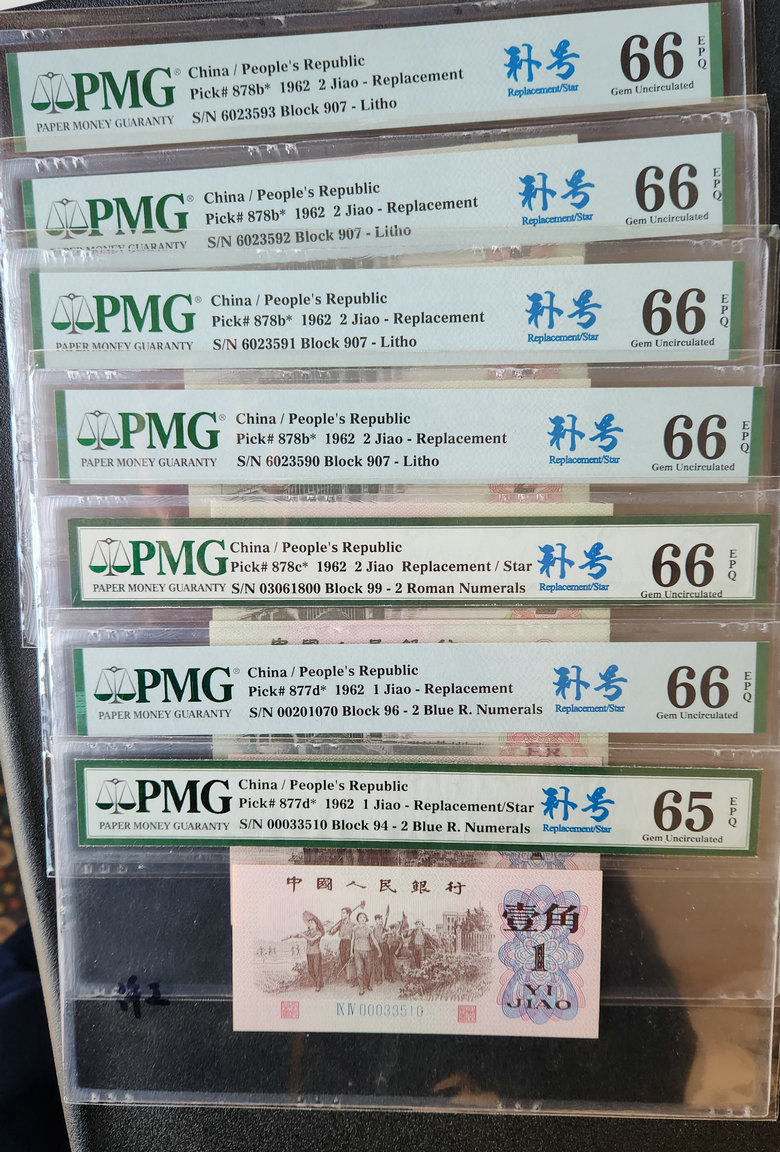 PMG®
PAPER MONEY GUARANTY
China / People's Republic
Pick# 878b* 1962 2 Jiao - Replacement
S/N 6023593 Block 907 - Litho
补号
Replacement/Star
66
EPQ
Gem Uncirculated
PMG®
PAPER MONEY GUARANTY
China / People's Republic
Pick# 878b* 1962 2 Jiao - Replacement
S/N 6023592 Block 907 - Litho
补号
Replacement/Star
66
EPQ
Gem Uncirculated
PMG®
PAPER MONEY GUARANTY
China / People's Republic
Pick# 878b* 1962 2 Jiao - Replacement
S/N 6023591 Block 907 - Litho
补号
Replacement/Star
66
EPQ
Gem Uncirculated
PMG®
PAPER MONEY GUARANTY
China / People's Republic
Pick# 878b* 1962 2 Jiao - Replacement
S/N 6023590 Block 907 - Litho
补号
Replacement/Star
66
EPQ
Gem Uncirculated
PMG
PAPER MONEY GUARANTY
China / People's Republic
Pick# 878c* 1962 2 Jiao Replacement / Star
S/N 03061800 Block 99 - 2 Roman Numerals
补号
Replacement/Star
66
EPQ
Gem Uncirculated
中國人民銀行
PMG®
PAPER MONEY GUARANTY
China / People's Republic
Pick# 877d* 1962 1 Jiao - Replacement
S/N 00201070 Block 96 - 2 Blue R. Numerals
补号
Replacement/Star
66
EPQ
Gem Uncirculated
PMG
PAPER MONEY GUARANTY
China / People's Republic
Pick# 877d* 1962 1 Jiao - Replacement/Star
S/N 00033510 Block 94 - 2 Blue R. Numerals
补号
Replacement/Star
65
EPQ
Gem Uncirculated
中國人民銀行
壹角
1
YI
JIAO
IX IV 00033510